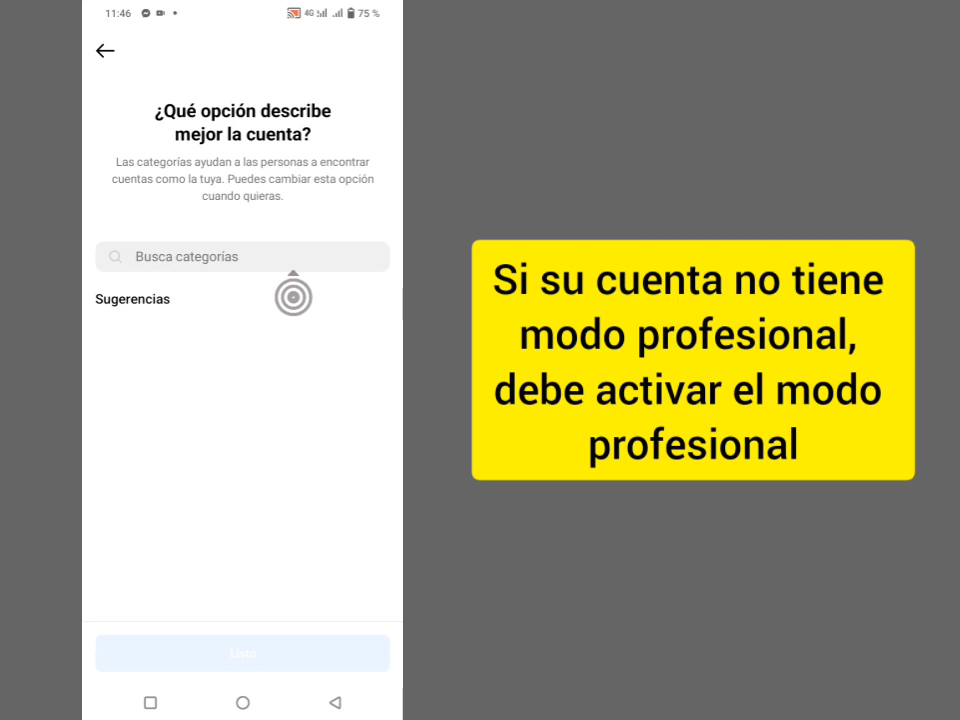 11:46
4G
75 %
¿Qué opción describe
mejor la cuenta?
Las categorías ayudan a las personas a encontrar
cuentas como la tuya. Puedes cambiar esta opción
cuando quieras.
Busca categorías
Sugerencias
Listo
Si su cuenta no tiene
modo profesional,
debe activar el modo
profesional